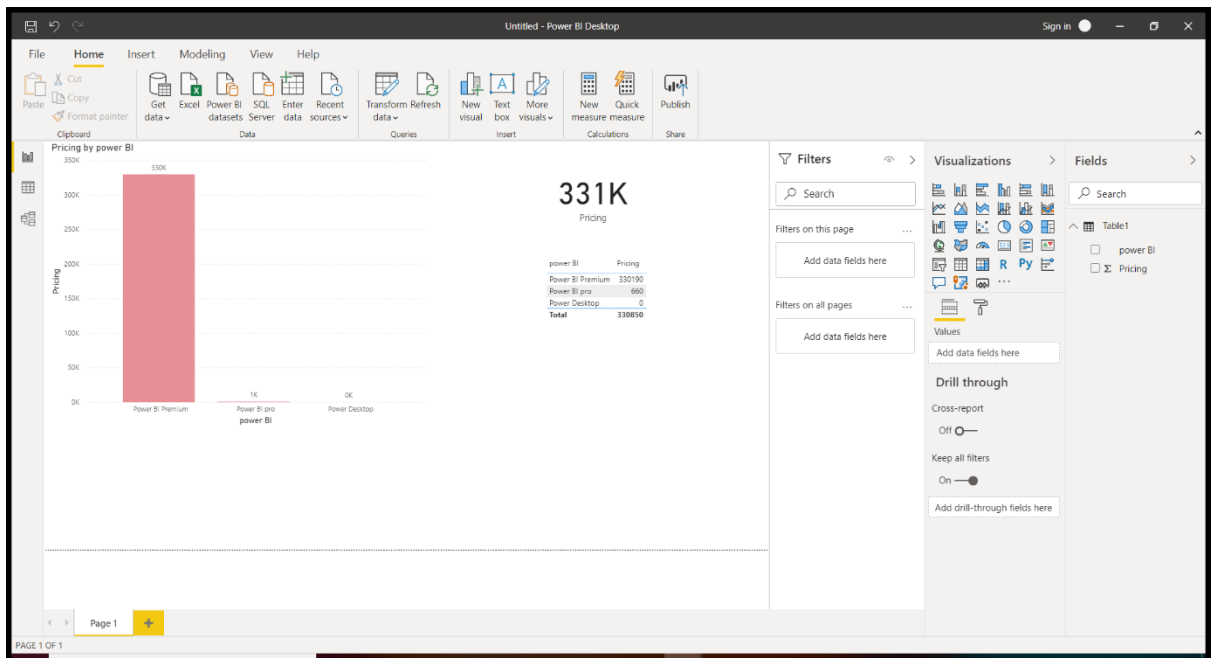 Untitled - Power BI Desktop
Sign in
File Home Insert Modeling View Help
Paste
Cut
Copy
Format painter
Clipboard
Get data
Excel
Power BI datasets
SQL Server
Enter data
Recent sources
Data
Transform data
Refresh
Queries
New visual
Text box
More visuals
Insert
New measure
Quick measure
Calculations
Publish
Share
Pricing by power BI
350K
300K
250K
200K
150K
100K
50K
0K
Pricing
330K
1K
0K
Power BI Premium
Power BI pro
Power Desktop
power BI
331K
Pricing
power BI Pricing
Power BI Premium 330190
Power BI pro 660
Power Desktop 0
Total 330850
Filters
Search
Filters on this page ...
Add data fields here
Filters on all pages ...
Add data fields here
Visualizations
R Py
...
Values
Add data fields here
Drill through
Cross-report
Off
Keep all filters
On
Add drill-through fields here
Fields
Search
Table1
power BI
Σ Pricing
Page 1
+
PAGE 1 OF 1